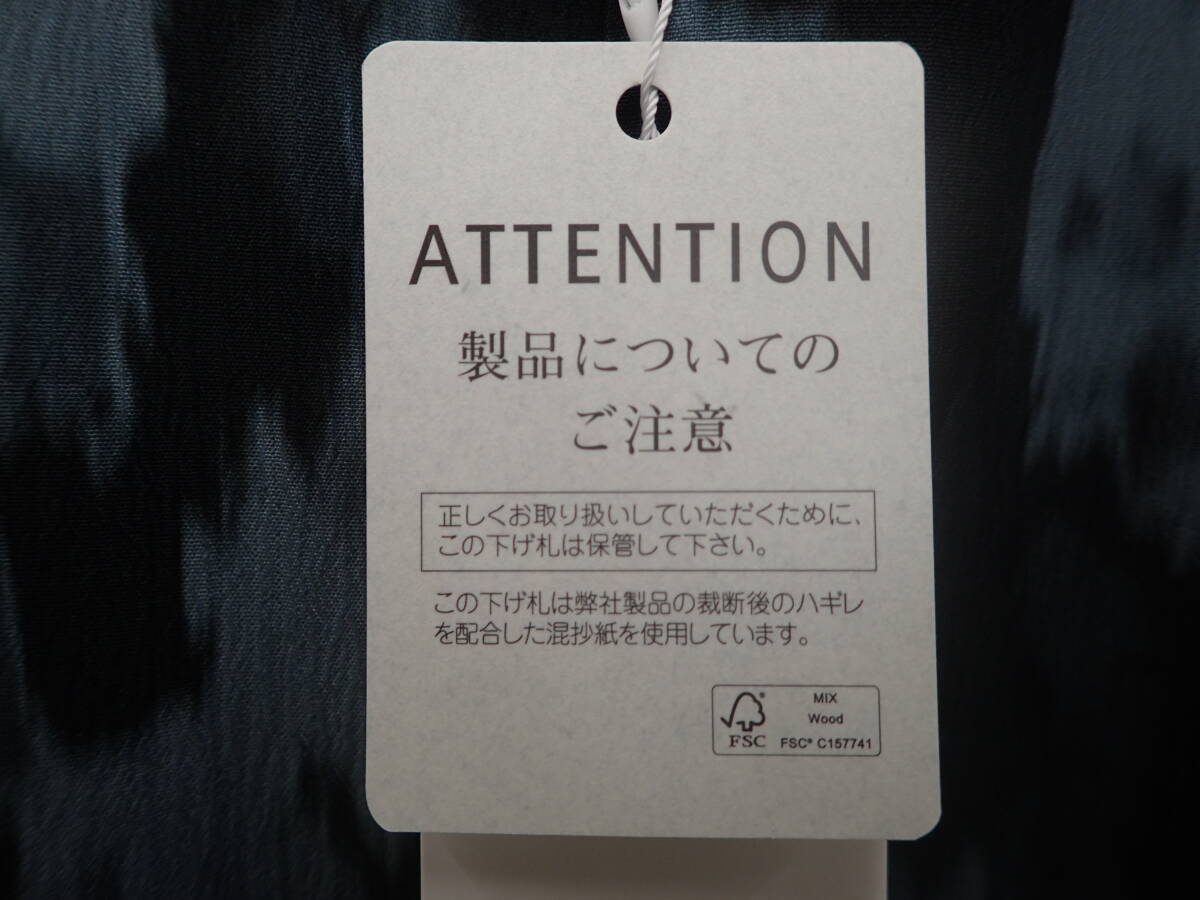 ATTENTION
製品についての
ご注意
正しくお取り扱いしていただくために、
この下げ札は保管して下さい。
この下げ札は弊社製品の裁断後のハギレ
を配合した混抄紙を使用しています。
MIX
Wood
FSC® C157741
FSC